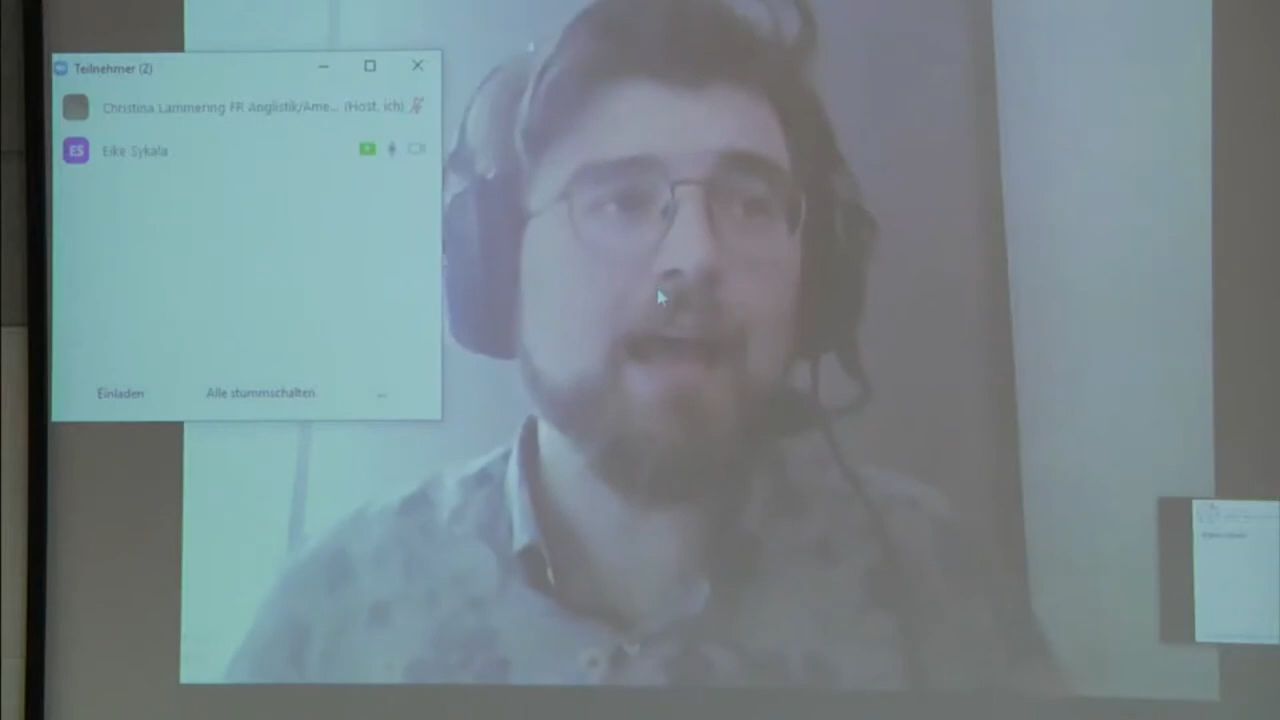 Teilnehmer (2)
Christina Lammering FR Anglistik/Ame... (Host, ich)
ES Eike Sykala
Einladen Alle stummschalten ...